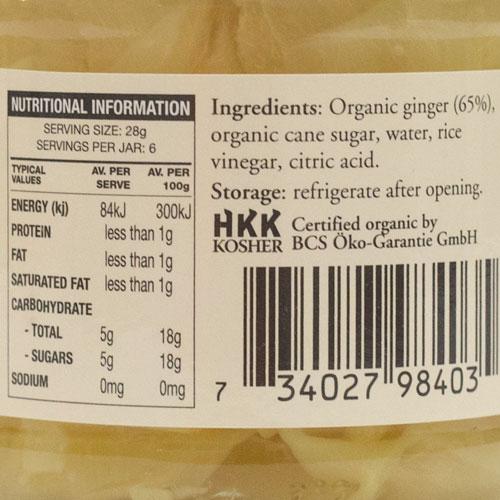 NUTRITIONAL INFORMATION
SERVING SIZE: 28g
SERVINGS PER JAR: 6
TYPICAL VALUES AV. PER SERVE AV. PER 100g
ENERGY (kj) 84kJ 300kJ
PROTEIN less than 1g
FAT less than 1g
SATURATED FAT less than 1g
CARBOHYDRATE
- TOTAL 5g 18g
- SUGARS 5g 18g
SODIUM 0mg 0mg
Ingredients: Organic ginger (65%),
organic cane sugar, water, rice
vinegar, citric acid.
Storage: refrigerate after opening.
HKK
KOSHER
Certified organic by
BCS Öko-Garantie GmbH
7 34027 98403